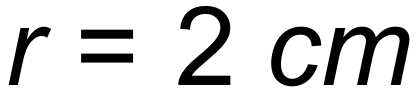 r = 2 cm